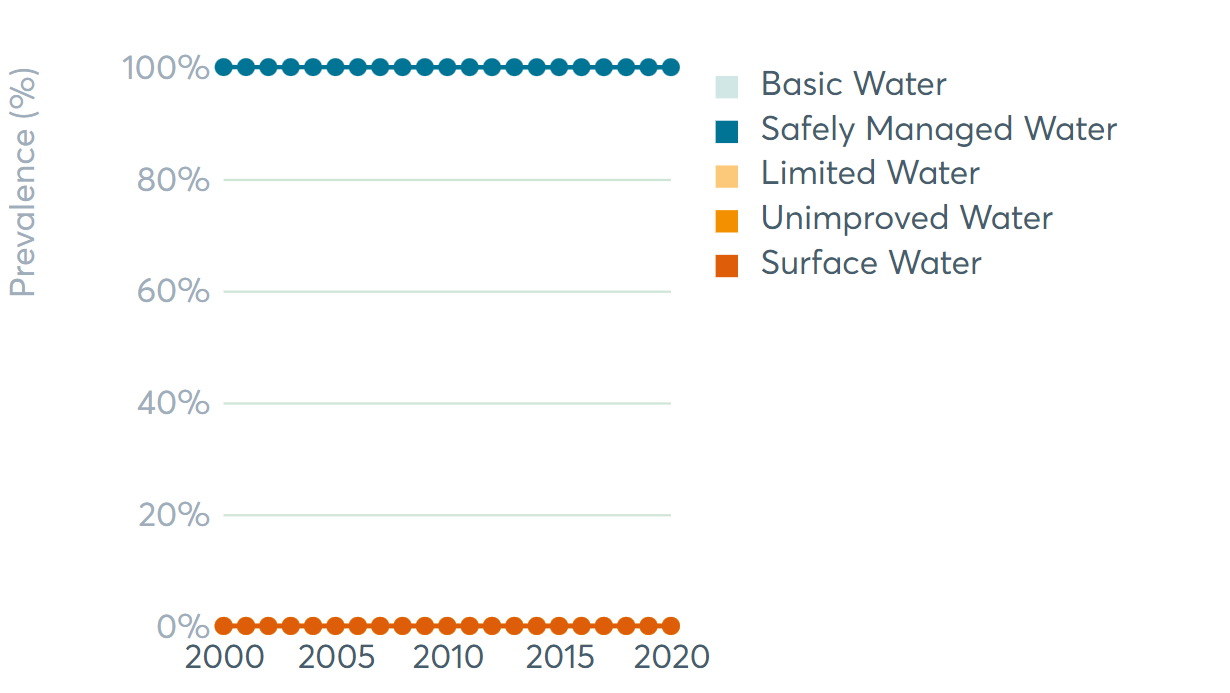 Prevalence (%)
100%
80%
60%
40%
20%
0%
2000 2005 2010 2015 2020
Basic Water
Safely Managed Water
Limited Water
Unimproved Water
Surface Water